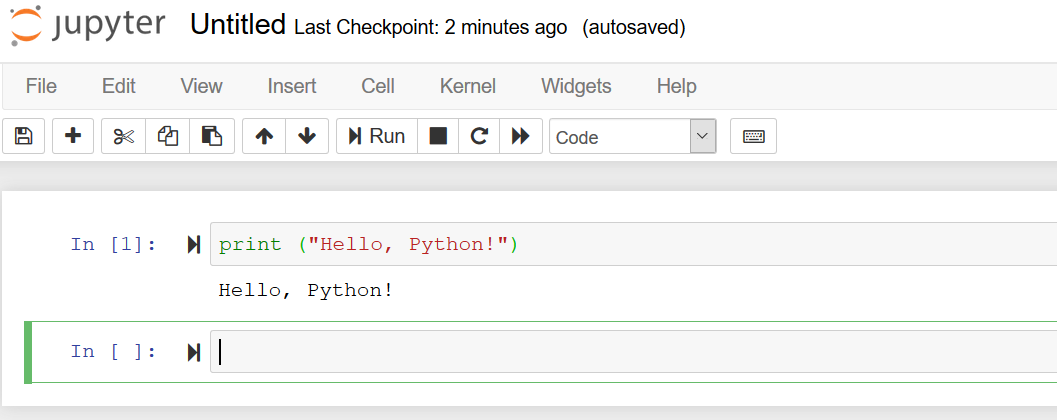 jupyter Untitled Last Checkpoint: 2 minutes ago (autosaved)
File Edit View Insert Cell Kernel Widgets Help
Run Code
In [1]: print ("Hello, Python!")
Hello, Python!
In [ ]: